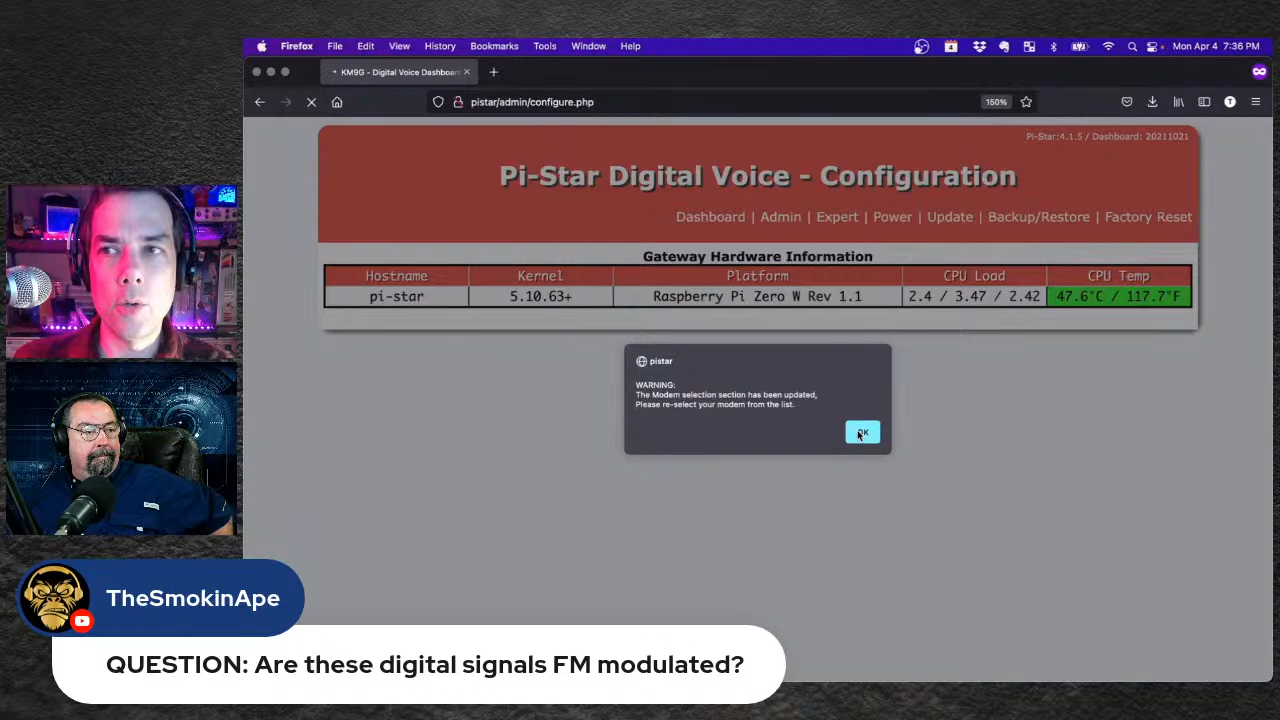 Firefox File Edit View History Bookmarks Tools Window Help
4
Mon Apr 4 7:36 PM
KM9G - Digital Voice Dashboar
pistar/admin/configure.php
150%
T
Pi-Star:4.1.5 / Dashboard: 20211021
Pi-Star Digital Voice - Configuration
Dashboard | Admin | Expert | Power | Update | Backup/Restore | Factory Reset
Gateway Hardware Information
Hostname Kernel Platform CPU Load CPU Temp
pi-star 5.10.63+ Raspberry Pi Zero W Rev 1.1 2.4 / 3.47 / 2.42 47.6°C / 117.7°F
pistar
WARNING:
The Modem selection section has been updated,
Please re-select your modem from the list.
OK
TheSmokinApe
QUESTION: Are these digital signals FM modulated?